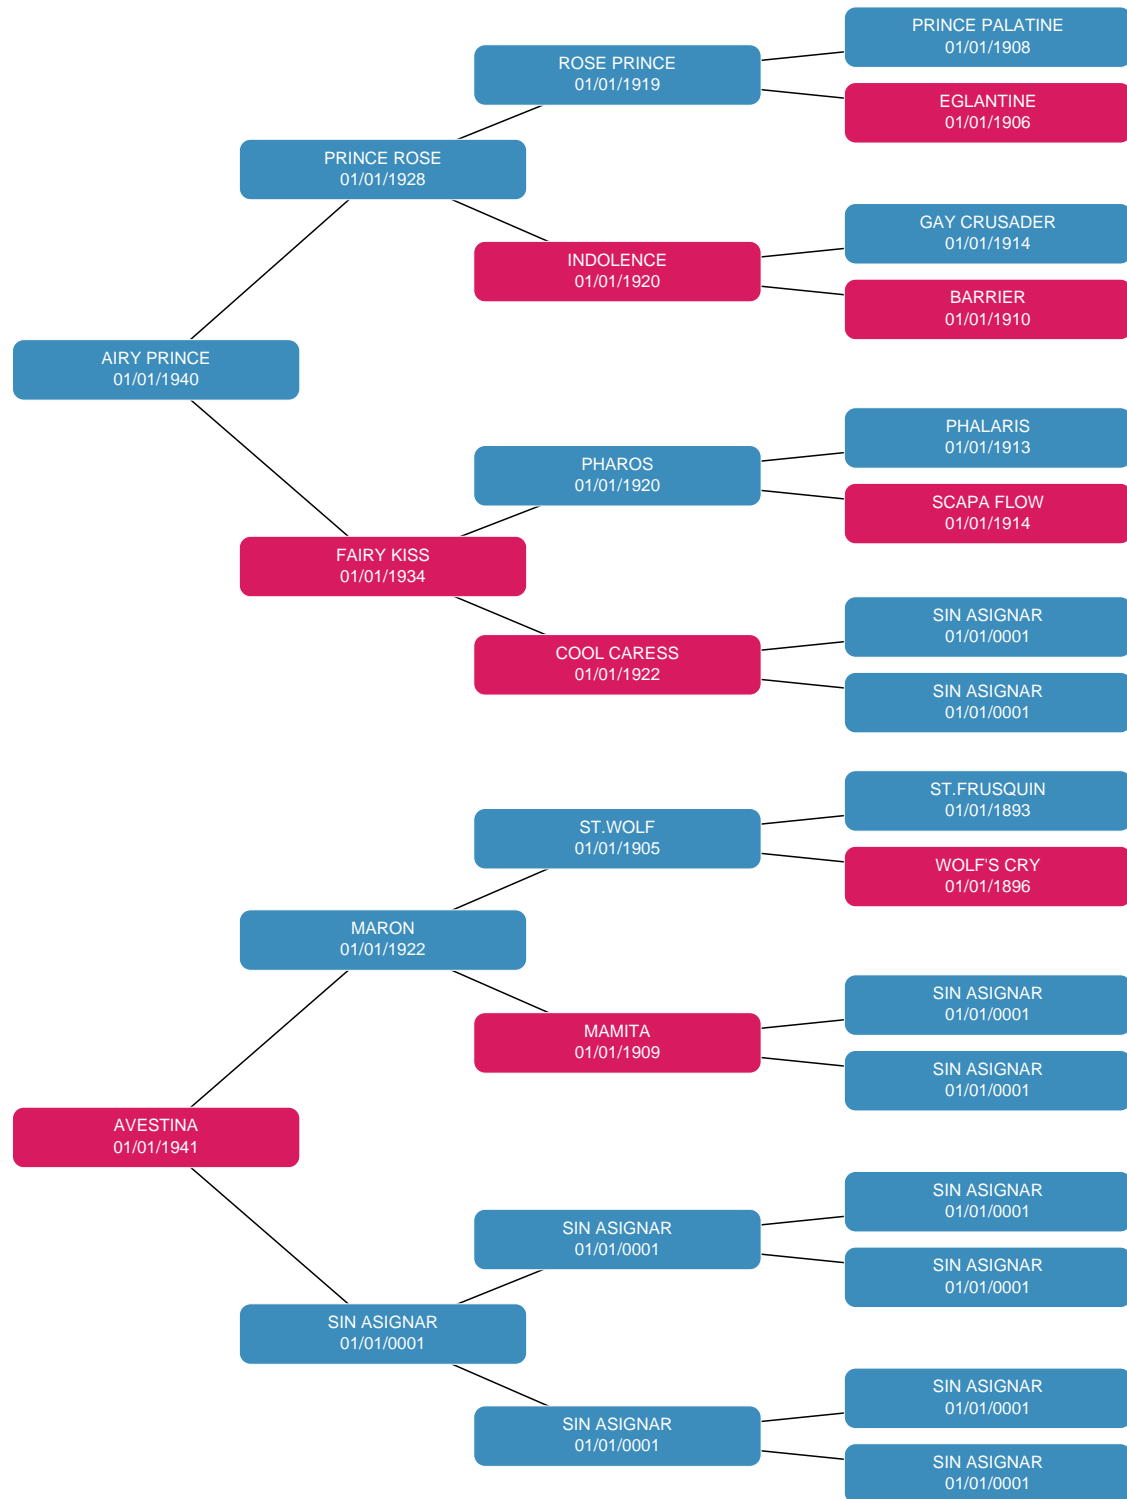 PRINCE PALATINE
01/01/1908
ROSE PRINCE
01/01/1919
EGLANTINE
01/01/1906
PRINCE ROSE
01/01/1928
GAY CRUSADER
01/01/1914
INDOLENCE
01/01/1920
BARRIER
01/01/1910
AIRY PRINCE
01/01/1940
PHALARIS
01/01/1913
PHAROS
01/01/1920
SCAPA FLOW
01/01/1914
FAIRY KISS
01/01/1934
SIN ASIGNAR
01/01/0001
COOL CARESS
01/01/1922
SIN ASIGNAR
01/01/0001
ST.FRUSQUIN
01/01/1893
ST.WOLF
01/01/1905
WOLF'S CRY
01/01/1896
MARON
01/01/1922
SIN ASIGNAR
01/01/0001
MAMITA
01/01/1909
SIN ASIGNAR
01/01/0001
AVESTINA
01/01/1941
SIN ASIGNAR
01/01/0001
SIN ASIGNAR
01/01/0001
SIN ASIGNAR
01/01/0001
SIN ASIGNAR
01/01/0001
SIN ASIGNAR
01/01/0001
SIN ASIGNAR
01/01/0001
SIN ASIGNAR
01/01/0001